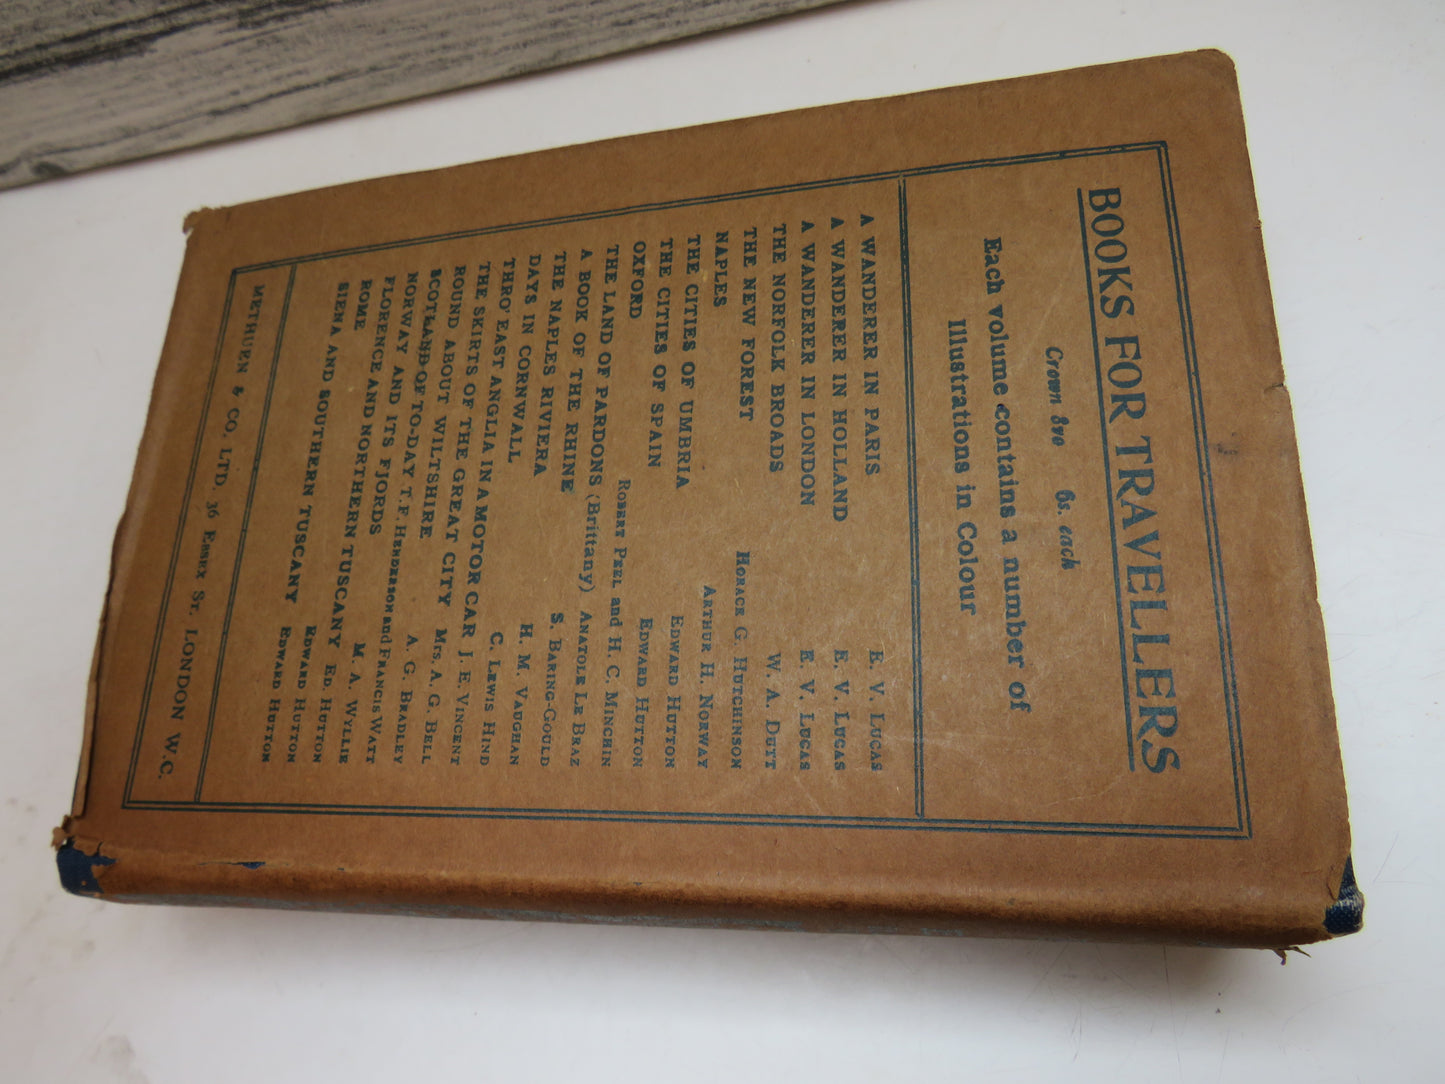 BOOKS FOR TRAVELLERS
Crown 8vo 6s. each
Each volume contains a number of
Illustrations in Colour
A WANDERER IN PARIS E. V. LUCAS
A WANDERER IN HOLLAND E. V. LUCAS
A WANDERER IN LONDON E. V. LUCAS
THE NORFOLK BROADS W. A. DUTT
THE NEW FOREST HORACE G. HUTCHINSON
NAPLES ARTHUR H. NORWAY
THE CITIES OF UMBRIA EDWARD HUTTON
THE CITIES OF SPAIN EDWARD HUTTON
OXFORD ROBERT PEEL and H. C. MINCHIN
THE LAND OF PARDONS (Brittany) ANATOLE LE BRAZ
A BOOK OF THE RHINE S. BARING-GOULD
THE NAPLES RIVIERA H. M. VAUGHAN
DAYS IN CORNWALL C. LEWIS HIND
THRO' EAST ANGLIA IN A MOTOR CAR J. E. VINCENT
THE SKIRTS OF THE GREAT CITY MRS. A. G. BELL
ROUND ABOUT WILTSHIRE A. G. BRADLEY
SCOTLAND OF TO-DAY T. F. HENDERSON and FRANCIS WATT
NORWAY AND ITS FJORDS M. A. WYLLIE
FLORENCE AND NORTHERN TUSCANY ED. HUTTON
ROME EDWARD HUTTON
SIENA AND SOUTHERN TUSCANY EDWARD HUTTON
METHUEN & CO. LTD. 36 ESSEX ST. LONDON W.C.